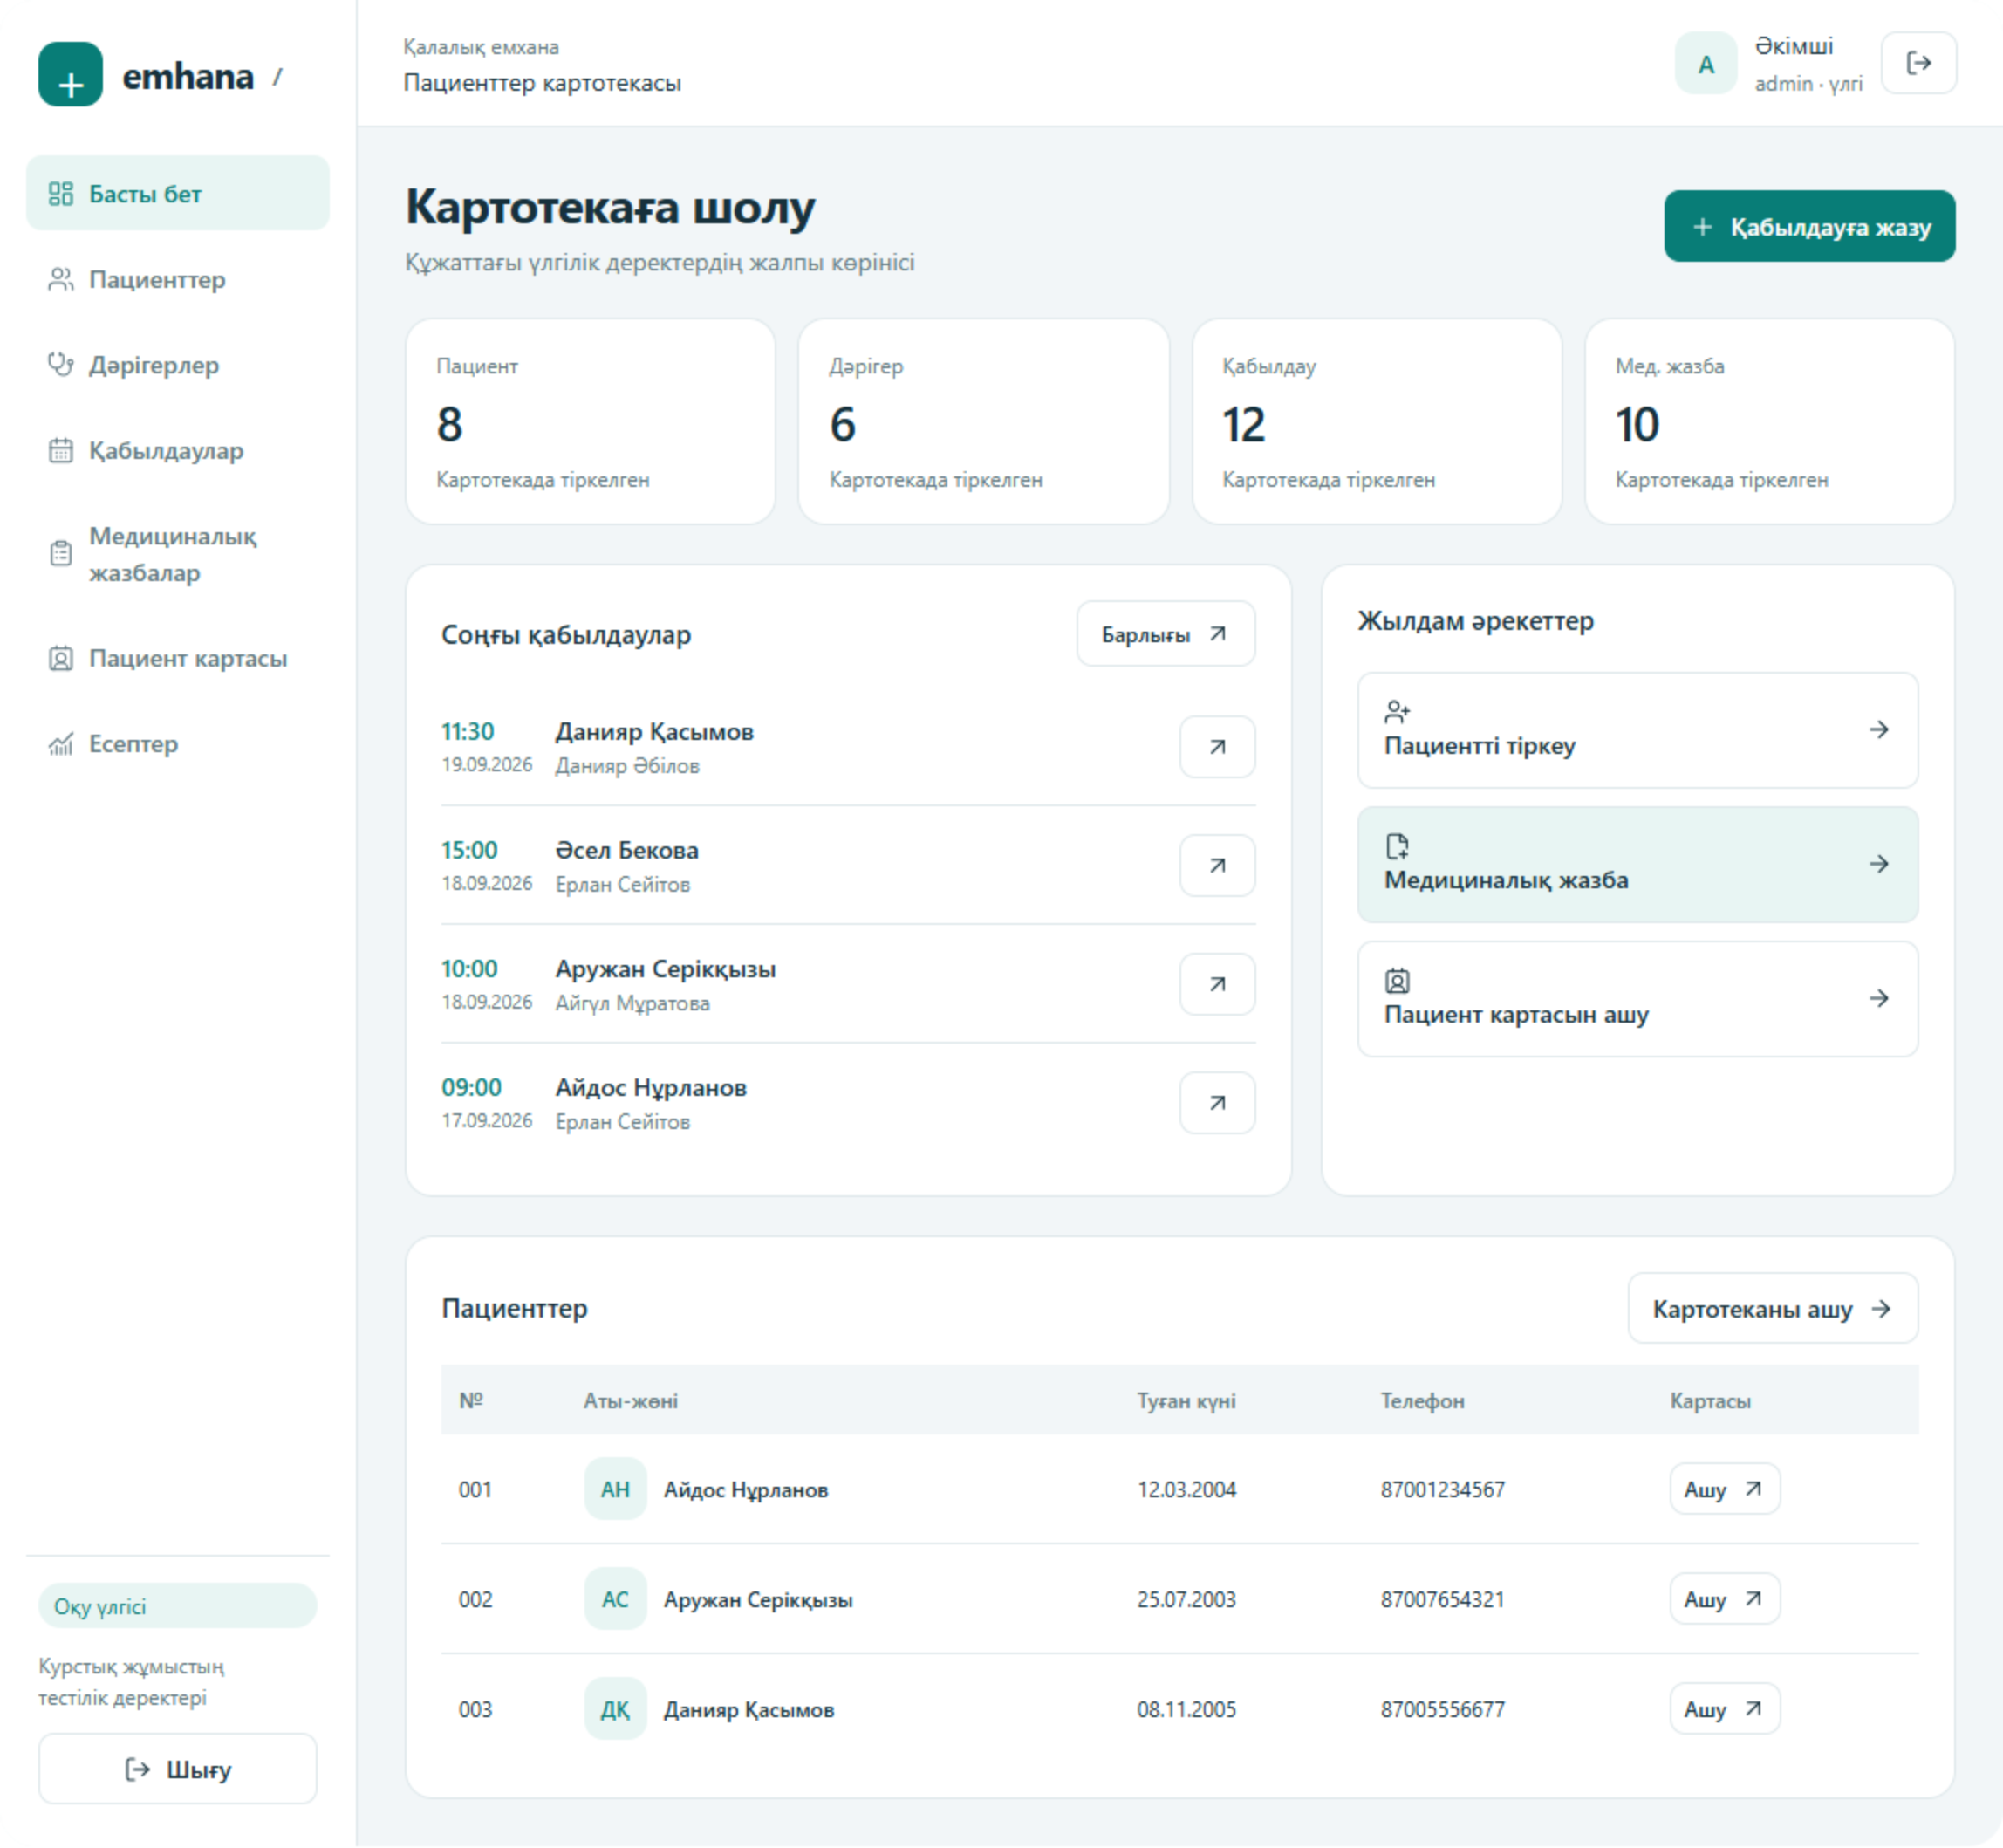 emhana /
Басты бет
Пациенттер
Дәрігерлер
Қабылдаулар
Медициналық
жазбалар
Пациент картасы
Есептер
Оқу үлгісі
Курстық жұмыстың
тестілік деректері
Шығу
Қалалық емхана
Пациенттер картотекасы
А
Әкімші
admin · үлгі
Картотекаға шолу
Құжаттағы үлгілік деректердің жалпы көрінісі
+ Қабылдауға жазу
Пациент
8
Картотекада тіркелген
Дәрігер
6
Картотекада тіркелген
Қабылдау
12
Картотекада тіркелген
Мед. жазба
10
Картотекада тіркелген
Соңғы қабылдаулар
Барлығы
11:30 Данияр Қасымов
19.09.2026 Данияр Әбілов
15:00 Әсел Бекова
18.09.2026 Ерлан Сейітов
10:00 Аружан Серікқызы
18.09.2026 Айгүл Мұратова
09:00 Айдос Нұрланов
17.09.2026 Ерлан Сейітов
Жылдам әрекеттер
Пациентті тіркеу
Медициналық жазба
Пациент картасын ашу
Пациенттер
Картотеканы ашу
№ Аты-жөні Туған күні Телефон Картасы
001 АН Айдос Нұрланов 12.03.2004 87001234567 Ашу
002 АС Аружан Серікқызы 25.07.2003 87007654321 Ашу
003 ДҚ Данияр Қасымов 08.11.2005 87005556677 Ашу